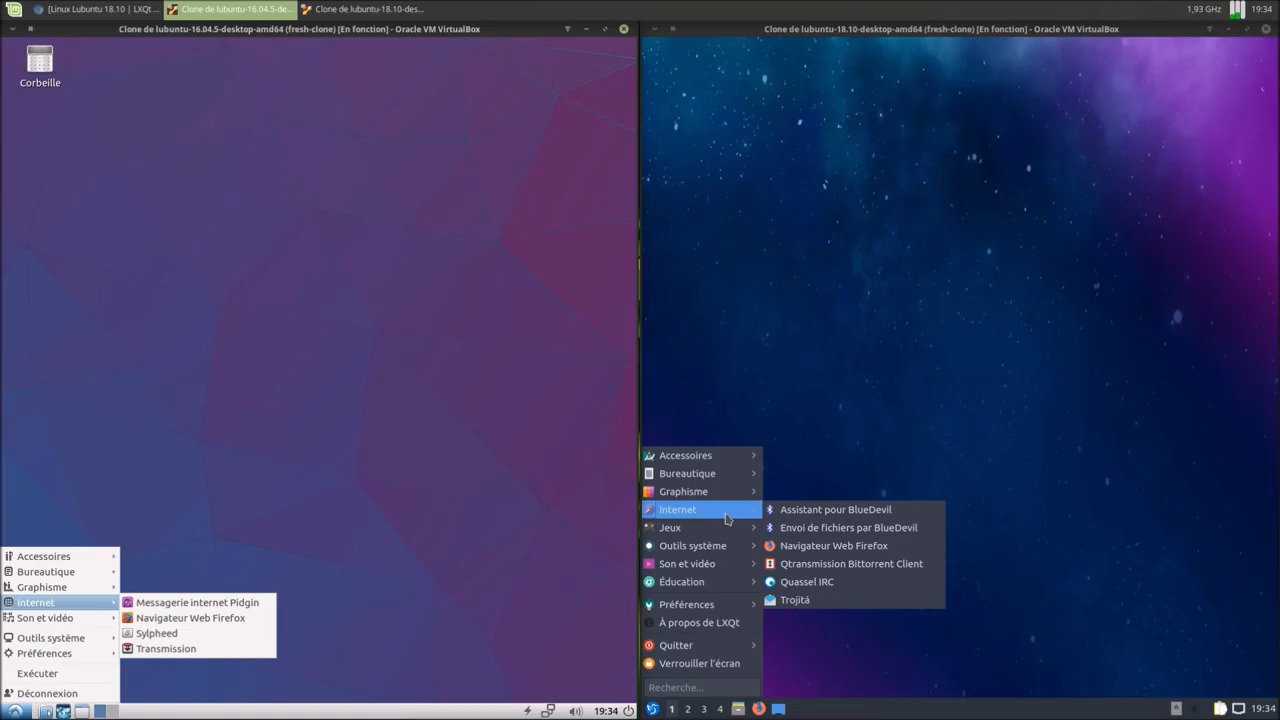 [Linux Lubuntu 18.10 | LXQt ...
Clone de lubuntu-16.04.5-de...
Clone de lubuntu-18.10-des...
1,93 GHz
19:34
Clone de lubuntu-16.04.5-desktop-amd64 (fresh-clone) [En fonction] - Oracle VM VirtualBox
Clone de lubuntu-18.10-desktop-amd64 (fresh-clone) [En fonction] - Oracle VM VirtualBox
Corbeille
Accessoires
Bureautique
Graphisme
Internet
Son et vidéo
Outils système
Préférences
Exécuter
Déconnexion
Messagerie internet Pidgin
Navigateur Web Firefox
Sylpheed
Transmission
19:34
Accessoires
Bureautique
Graphisme
Internet
Jeux
Outils système
Son et vidéo
Éducation
Préférences
À propos de LXQt
Quitter
Verrouiller l'écran
Recherche...
Assistant pour BlueDevil
Envoi de fichiers par BlueDevil
Navigateur Web Firefox
Qtransmission Bittorrent Client
Quassel IRC
Trojitá
1 2 3 4
19:34